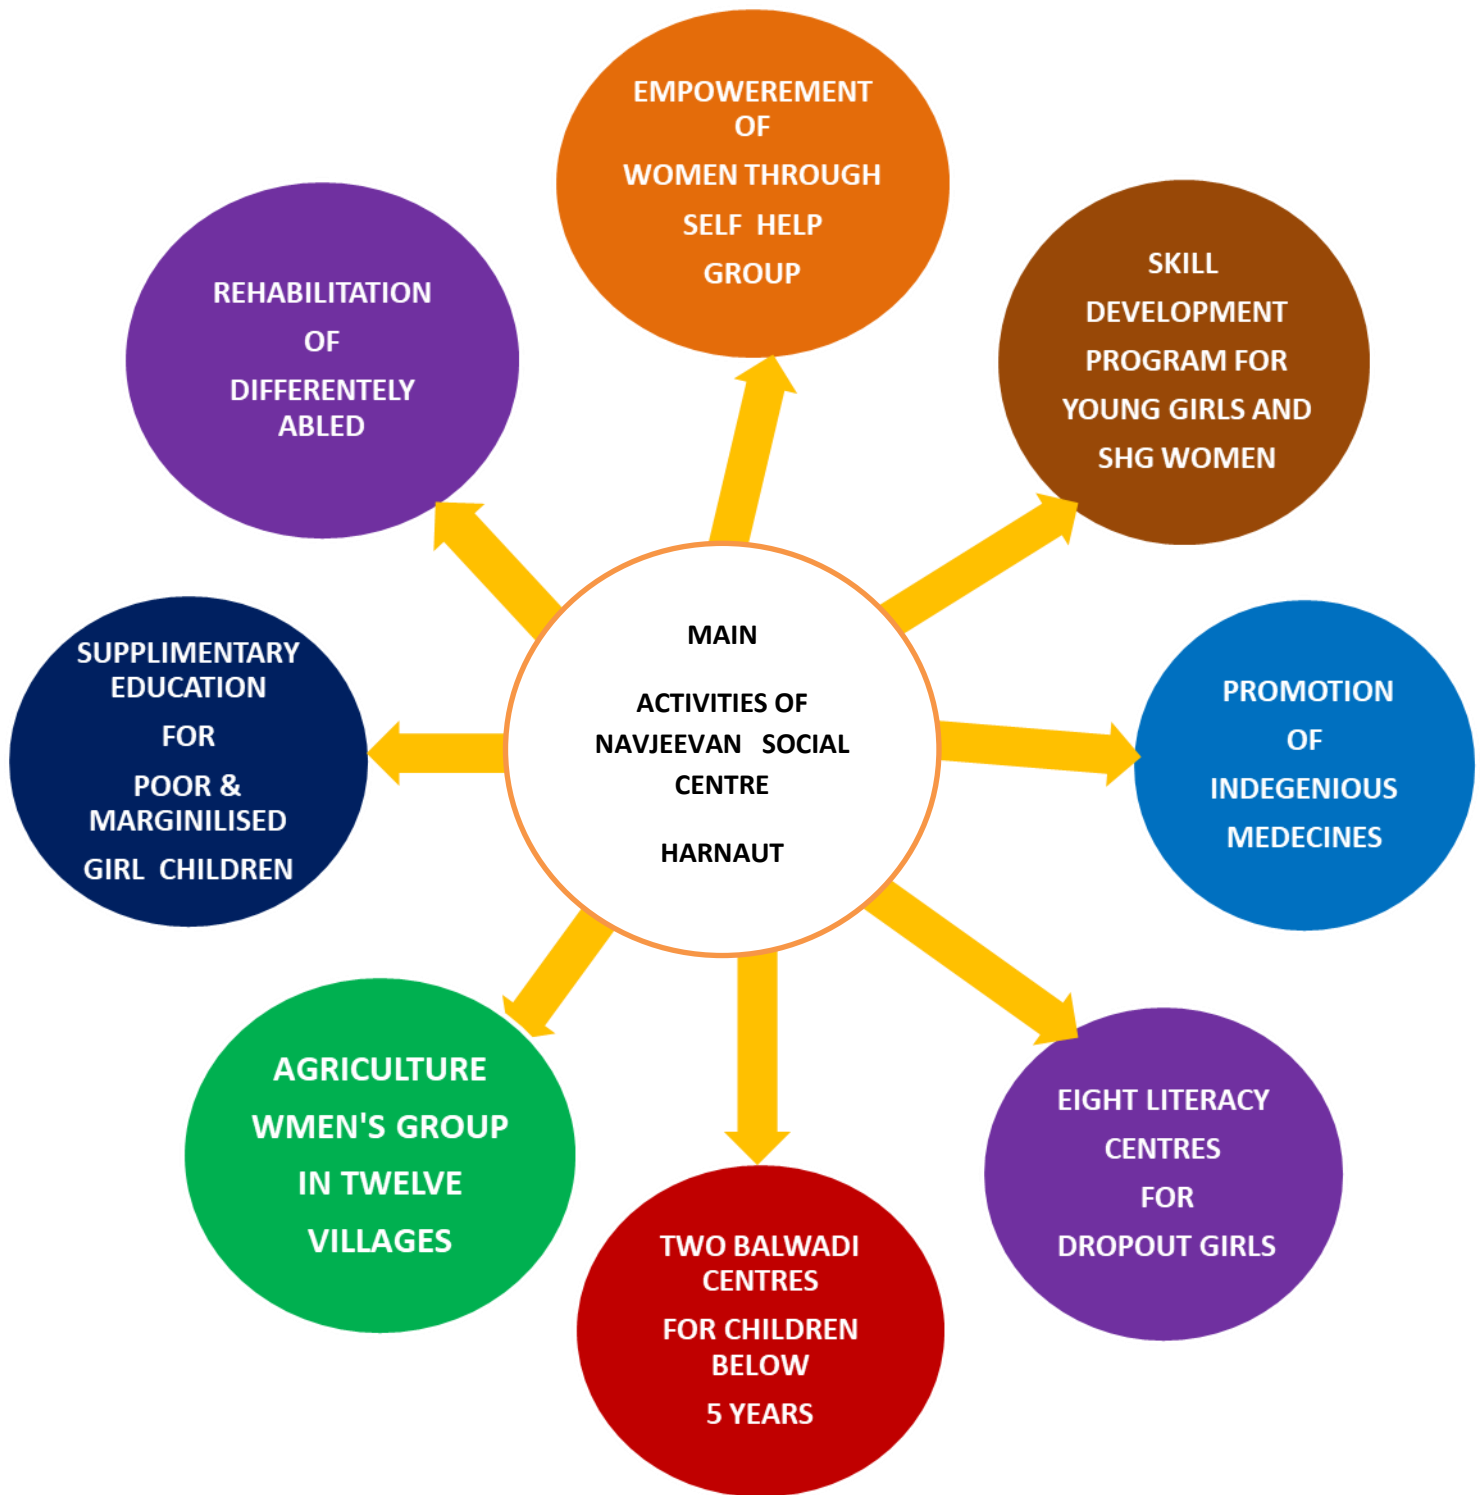 EMPOWEREMENT
OF
WOMEN THROUGH
SELF HELP
GROUP
SKILL
DEVELOPMENT
PROGRAM FOR
YOUNG GIRLS AND
SHG WOMEN
PROMOTION
OF
INDEGENIOUS
MEDECINES
EIGHT LITERACY
CENTRES
FOR
DROPOUT GIRLS
TWO BALWADI
CENTRES
FOR CHILDREN
BELOW
5 YEARS
AGRICULTURE
WMEN'S GROUP
IN TWELVE
VILLAGES
SUPPLIMENTARY
EDUCATION
FOR
POOR &
MARGINILISED
GIRL CHILDREN
REHABILITATION
OF
DIFFERENTELY
ABLED
MAIN
ACTIVITIES OF
NAVJEEVAN SOCIAL
CENTRE
HARNAUT